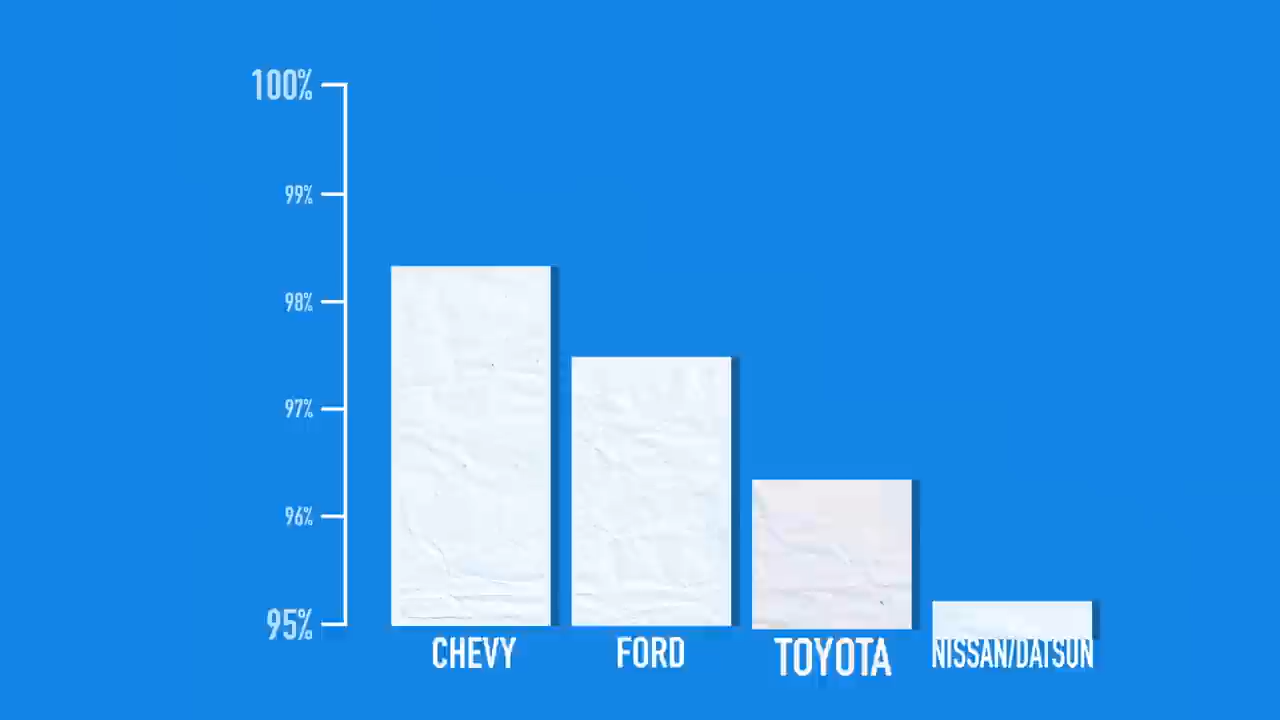 100%
99%
98%
97%
96%
95%
CHEVY
FORD
TOYOTA
NISSAN/DATSUN